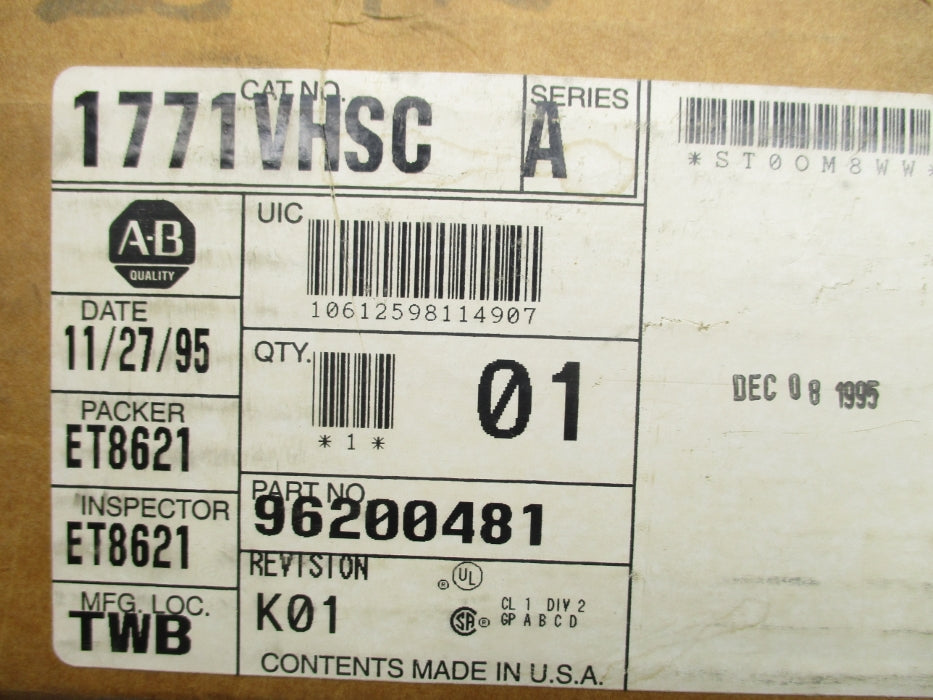 CAT NO.
1771VHSC
SERIES
A
*ST0OM8WW*
A-B
QUALITY
UIC
10612598114907
DATE
11/27/95
QTY.
*1*
01
DEC 08 1995
PACKER
ET8621
PART NO
96200481
INSPECTOR
ET8621
REVISION
K01
UL
SA
CL 1 DIV 2
GP A B C D
MFG. LOC.
TWB
CONTENTS MADE IN U.S.A.